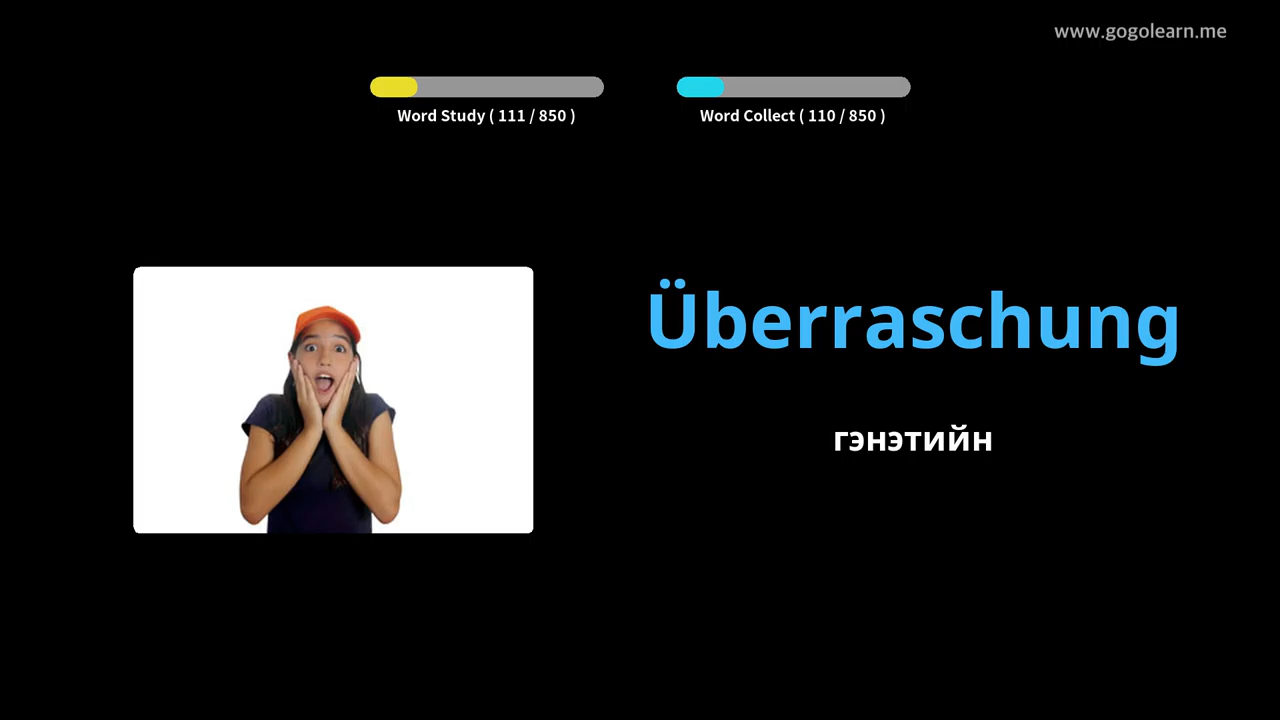 www.gogolearn.me
Word Study ( 111 / 850 )
Word Collect ( 110 / 850 )
Überraschung
гэнэтийн